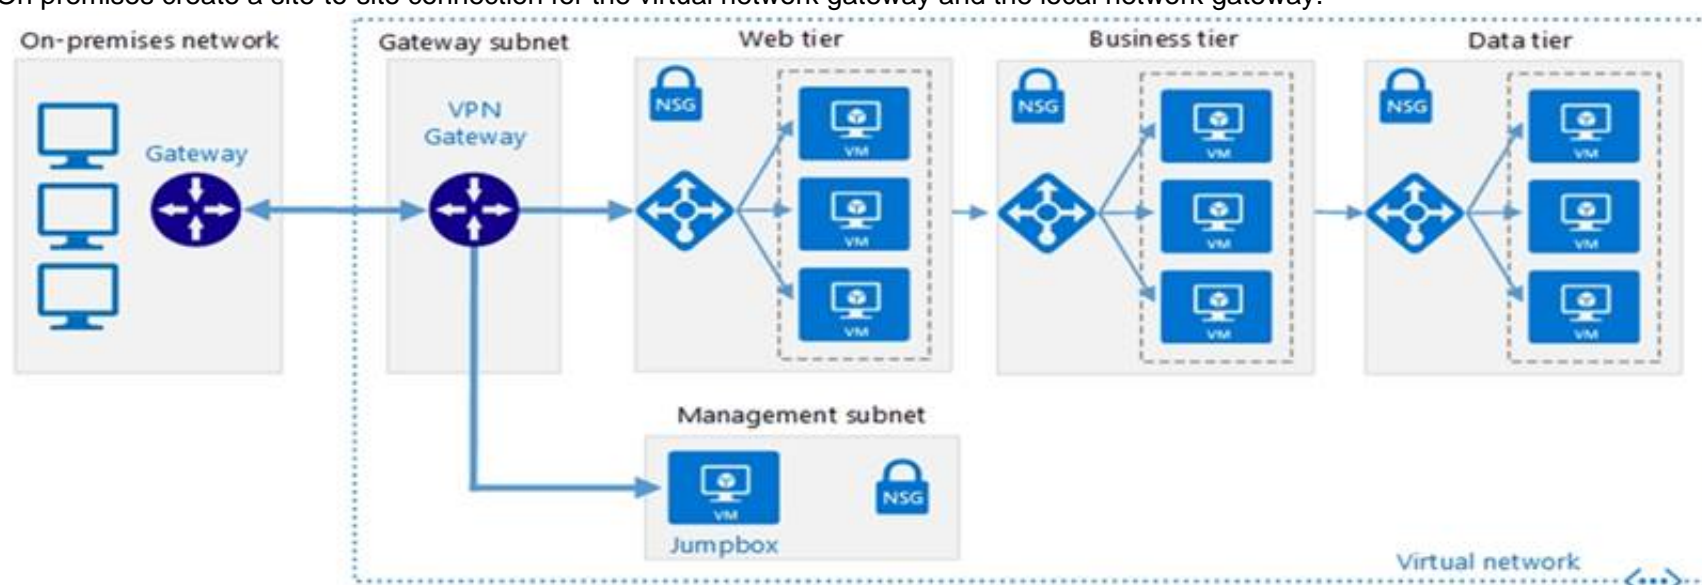 On premises create a site-to-site connection for the virtual network gateway and the local network gateway.
On-premises network
Gateway subnet
Web tier
Business tier
Data tier
NSG
NSG
NSG
VPN
Gateway
Gateway
VM
VM
VM
VM
VM
VM
VM
VM
VM
Management subnet
NSG
VM
Jumpbox
Virtual network